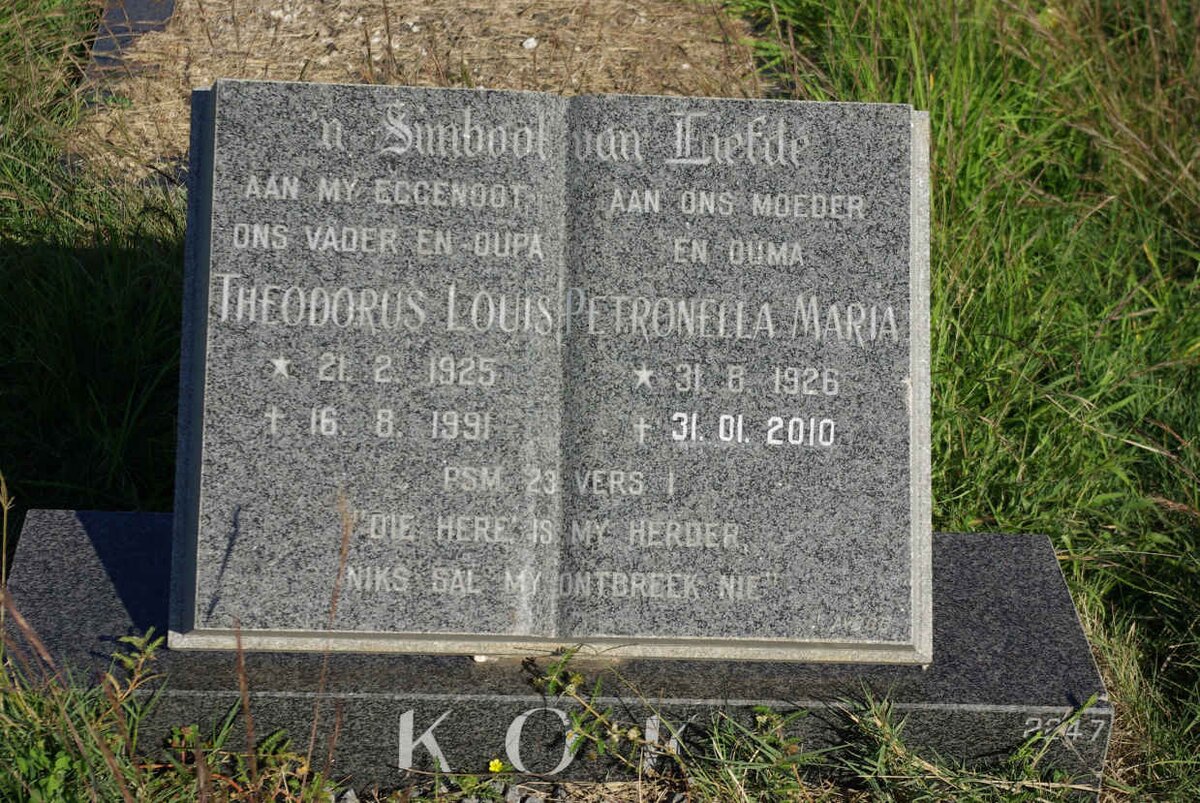 'n Simbool van Liefde
AAN MY EGGENOOT
ONS VADER EN OUPA
THEODORUS LOUIS
★ 21. 2. 1925
† 16. 8. 1991
AAN ONS MOEDER
EN OUMA
PETRONELLA MARIA
★ 31. 8. 1926
† 31. 01. 2010
PSM 23 VERS 1
"DIE HERE IS MY HERDER,
NIKS SAL MY ONTBREEK NIE"
KOK
2247